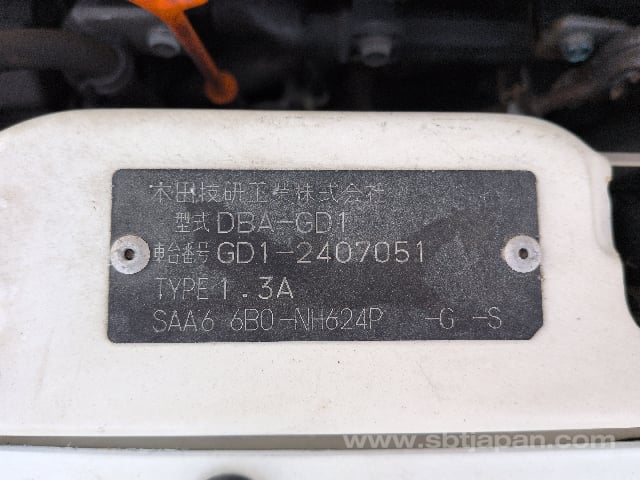 本田技研工業株式会社
型式 DBA-GD1
車台番号 GD1-2407051
TYPE 1.3A
SAA6 6B0-NH624P -G -S
www.sbtjapan.com